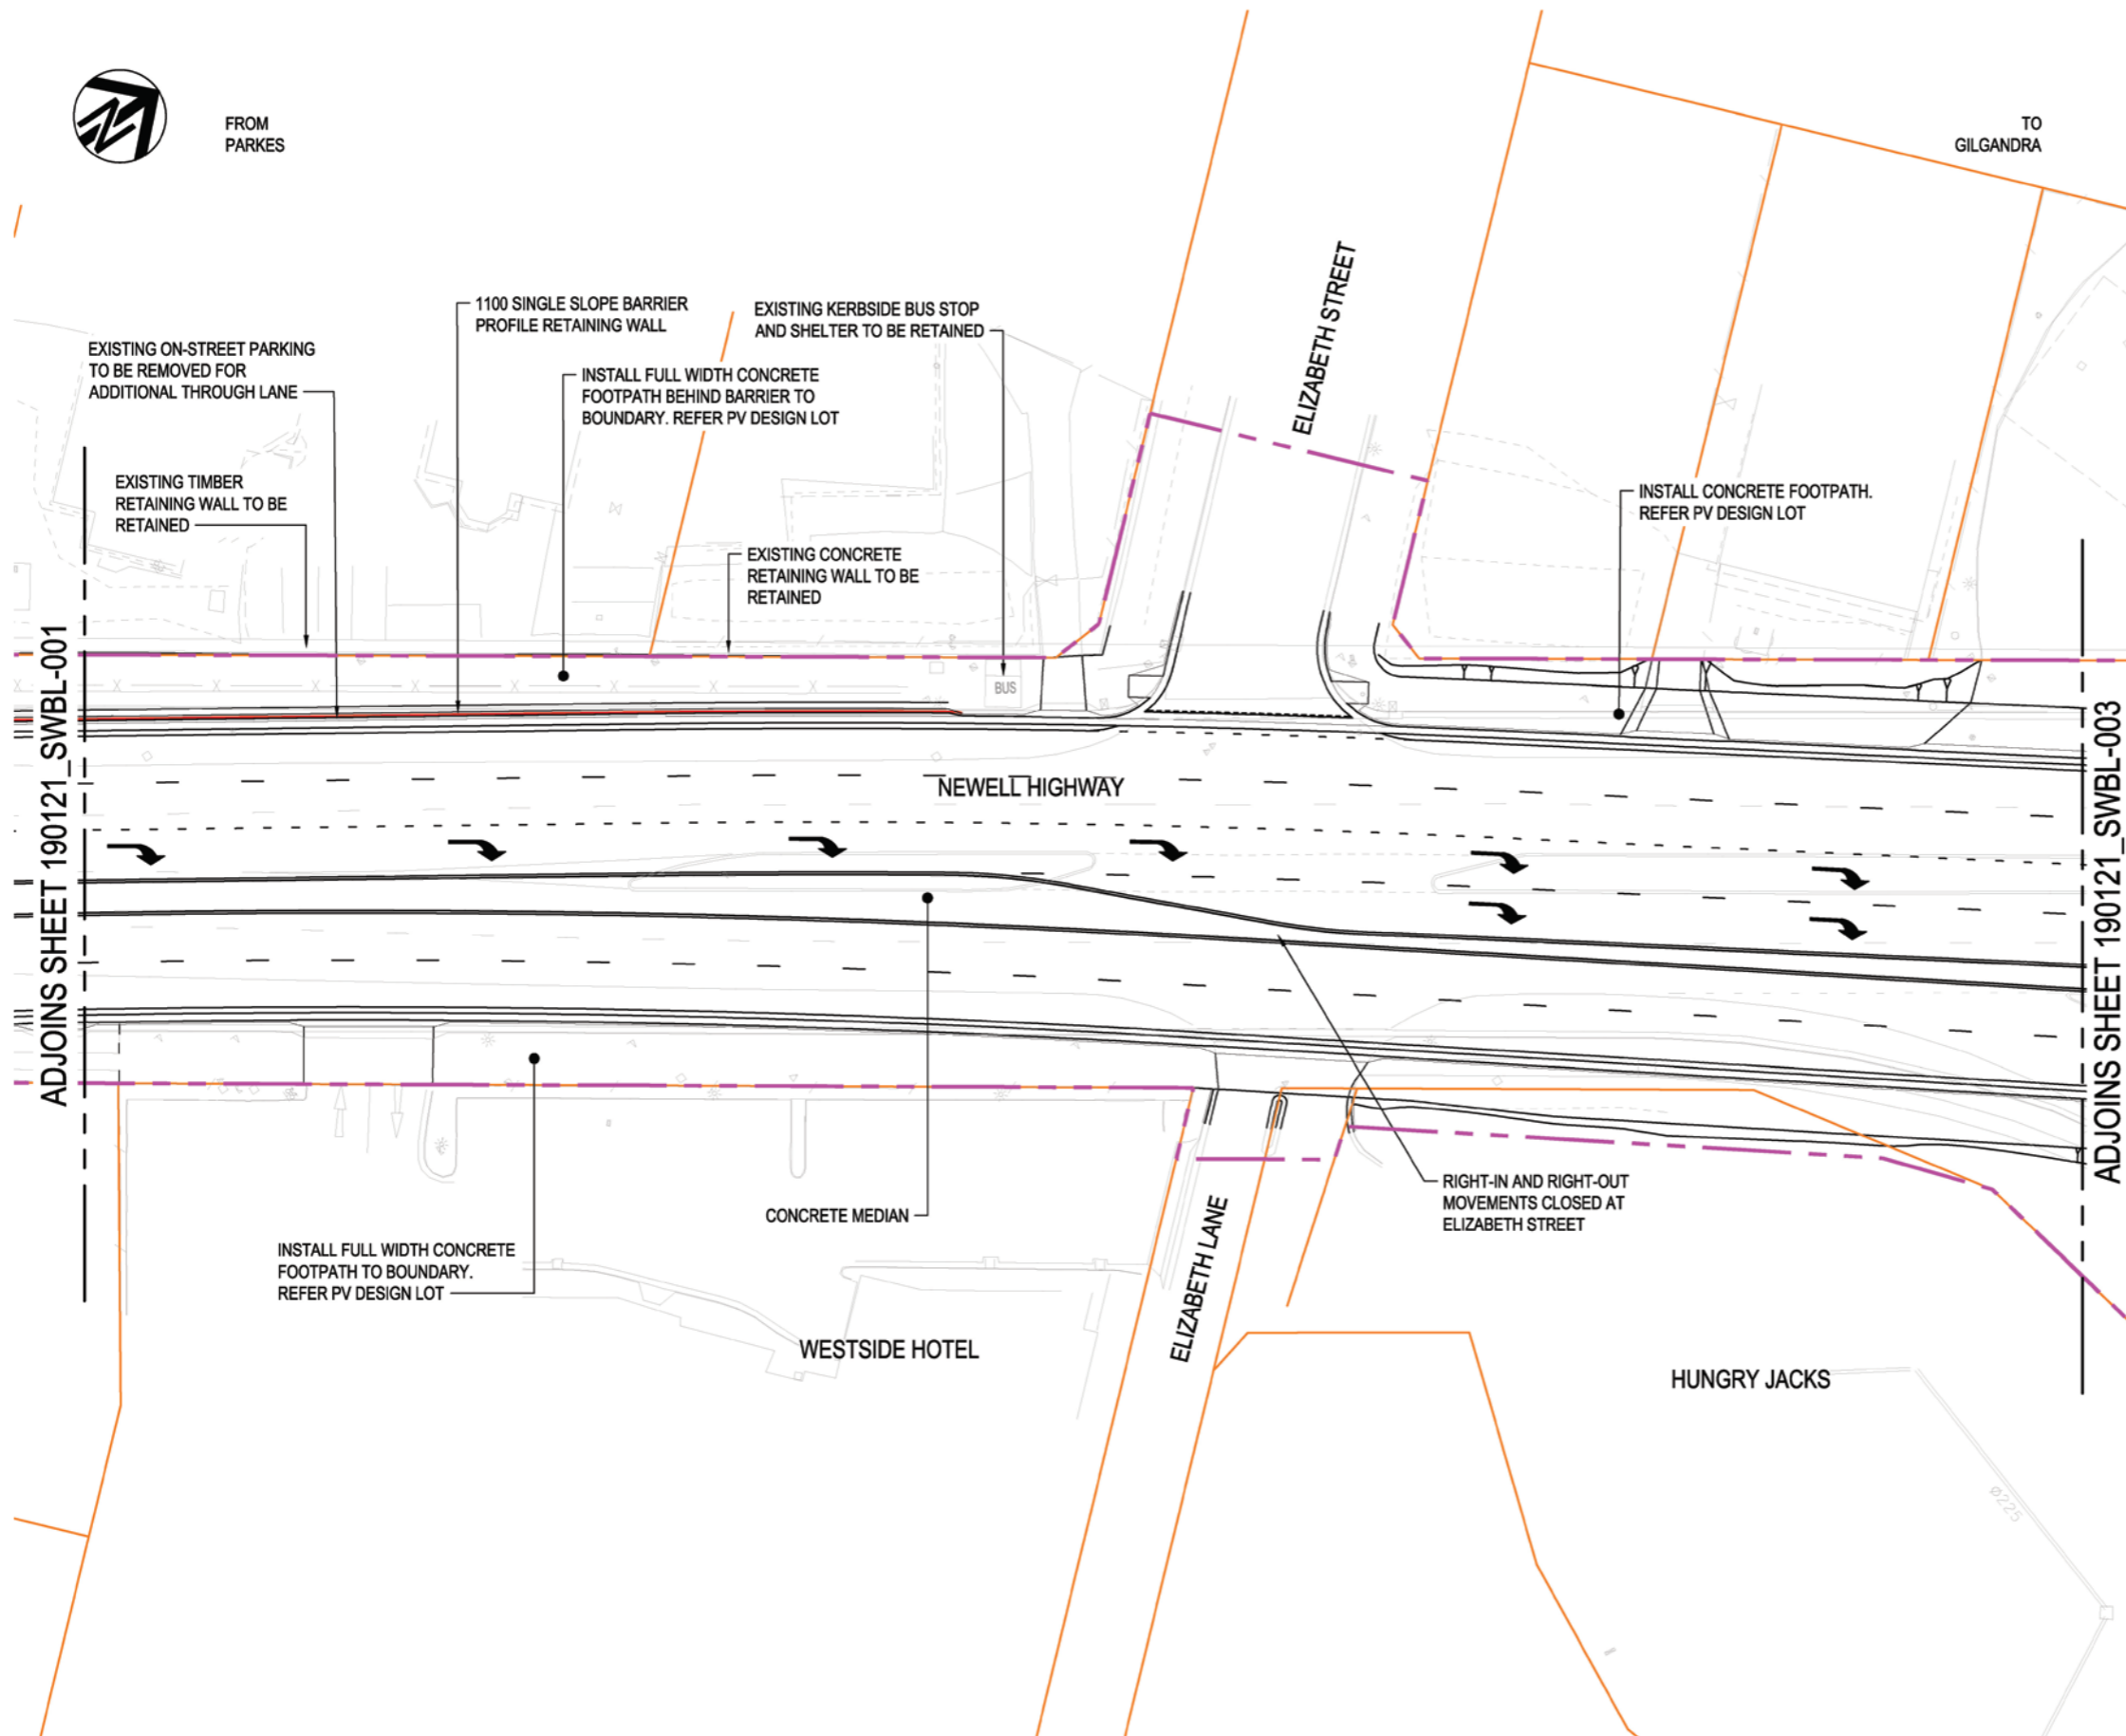 FROM
PARKES
TO
GILGANDRA
ELIZABETH STREET
1100 SINGLE SLOPE BARRIER
PROFILE RETAINING WALL
EXISTING KERBSIDE BUS STOP
AND SHELTER TO BE RETAINED
EXISTING ON-STREET PARKING
TO BE REMOVED FOR
ADDITIONAL THROUGH LANE
INSTALL FULL WIDTH CONCRETE
FOOTPATH BEHIND BARRIER TO
BOUNDARY. REFER PV DESIGN LOT
EXISTING TIMBER
RETAINING WALL TO BE
RETAINED
INSTALL CONCRETE FOOTPATH.
REFER PV DESIGN LOT
EXISTING CONCRETE
RETAINING WALL TO BE
RETAINED
BUS
ADJOINS SHEET 190121_SWBL-001
NEWELL HIGHWAY
ADJOINS SHEET 190121_SWBL-003
RIGHT-IN AND RIGHT-OUT
MOVEMENTS CLOSED AT
ELIZABETH STREET
CONCRETE MEDIAN
INSTALL FULL WIDTH CONCRETE
FOOTPATH TO BOUNDARY.
REFER PV DESIGN LOT
ELIZABETH LANE
WESTSIDE HOTEL
HUNGRY JACKS
Ø225